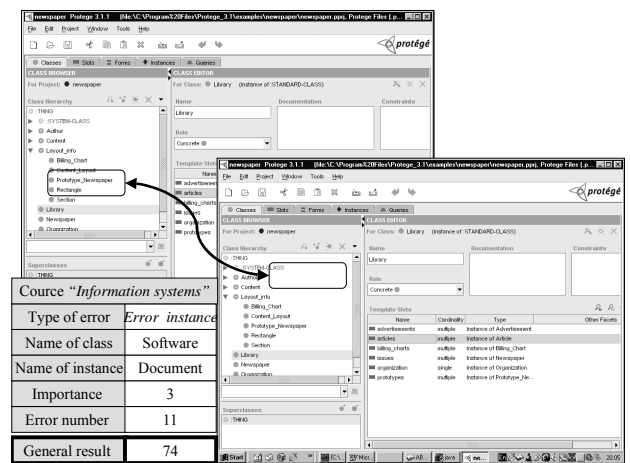 newspaper Protege 3.1.1 (file:\C:\Program%20Files\Protege_3.1\examples\newspaper\newspaper.pprj, Protege Files (.p...
File Edit Project Window Tools Help
protégé
Classes Slots Forms Instances Queries
CLASS BROWSER
For Project: newspaper
Class Hierarchy
:THING
:SYSTEM-CLASS
Author
Content
Layout_info
Billing_Chart
Content_Layout
Prototype_Newspaper
Rectangle
Section
Library
Newspaper
Organization
Superclasses
:THING
CLASS EDITOR
For Class: Library (instance of :STANDARD-CLASS)
Name Documentation Constraints
Library
Role
Concrete
Template Slots
Name
advertisements
articles
billing_charts
issues
organization
prototypes
newspaper Protege 3.1.1 (file:\C:\Program%20Files\Protege_3.1\examples\newspaper\newspaper.pprj, Protege Files (.p...
File Edit Project Window Tools Help
protégé
Classes Slots Forms Instances Queries
CLASS BROWSER
For Project: newspaper
Class Hierarchy
:THING
:SYSTEM-CLASS
Author
Content
Layout_info
Billing_Chart
Content_Layout
Prototype_Newspaper
Rectangle
Section
Library
Newspaper
Organization
Superclasses
:THING
CLASS EDITOR
For Class: Library (instance of :STANDARD-CLASS)
Name Documentation Constraints
Library
Role
Concrete
Template Slots
Name Cardinality Type Other Facets
advertisements multiple Instance of Advertisement
articles multiple Instance of Article
billing_charts multiple Instance of Billing_Chart
issues multiple Instance of Newspaper
organization single Instance of Organization
prototypes multiple Instance of Prototype_Ne...
Start C:\... Micr... AB... java ne... 20:05
Cource "Information systems"
Type of error Error instance
Name of class Software
Name of instance Document
Importance 3
Error number 11
General result 74